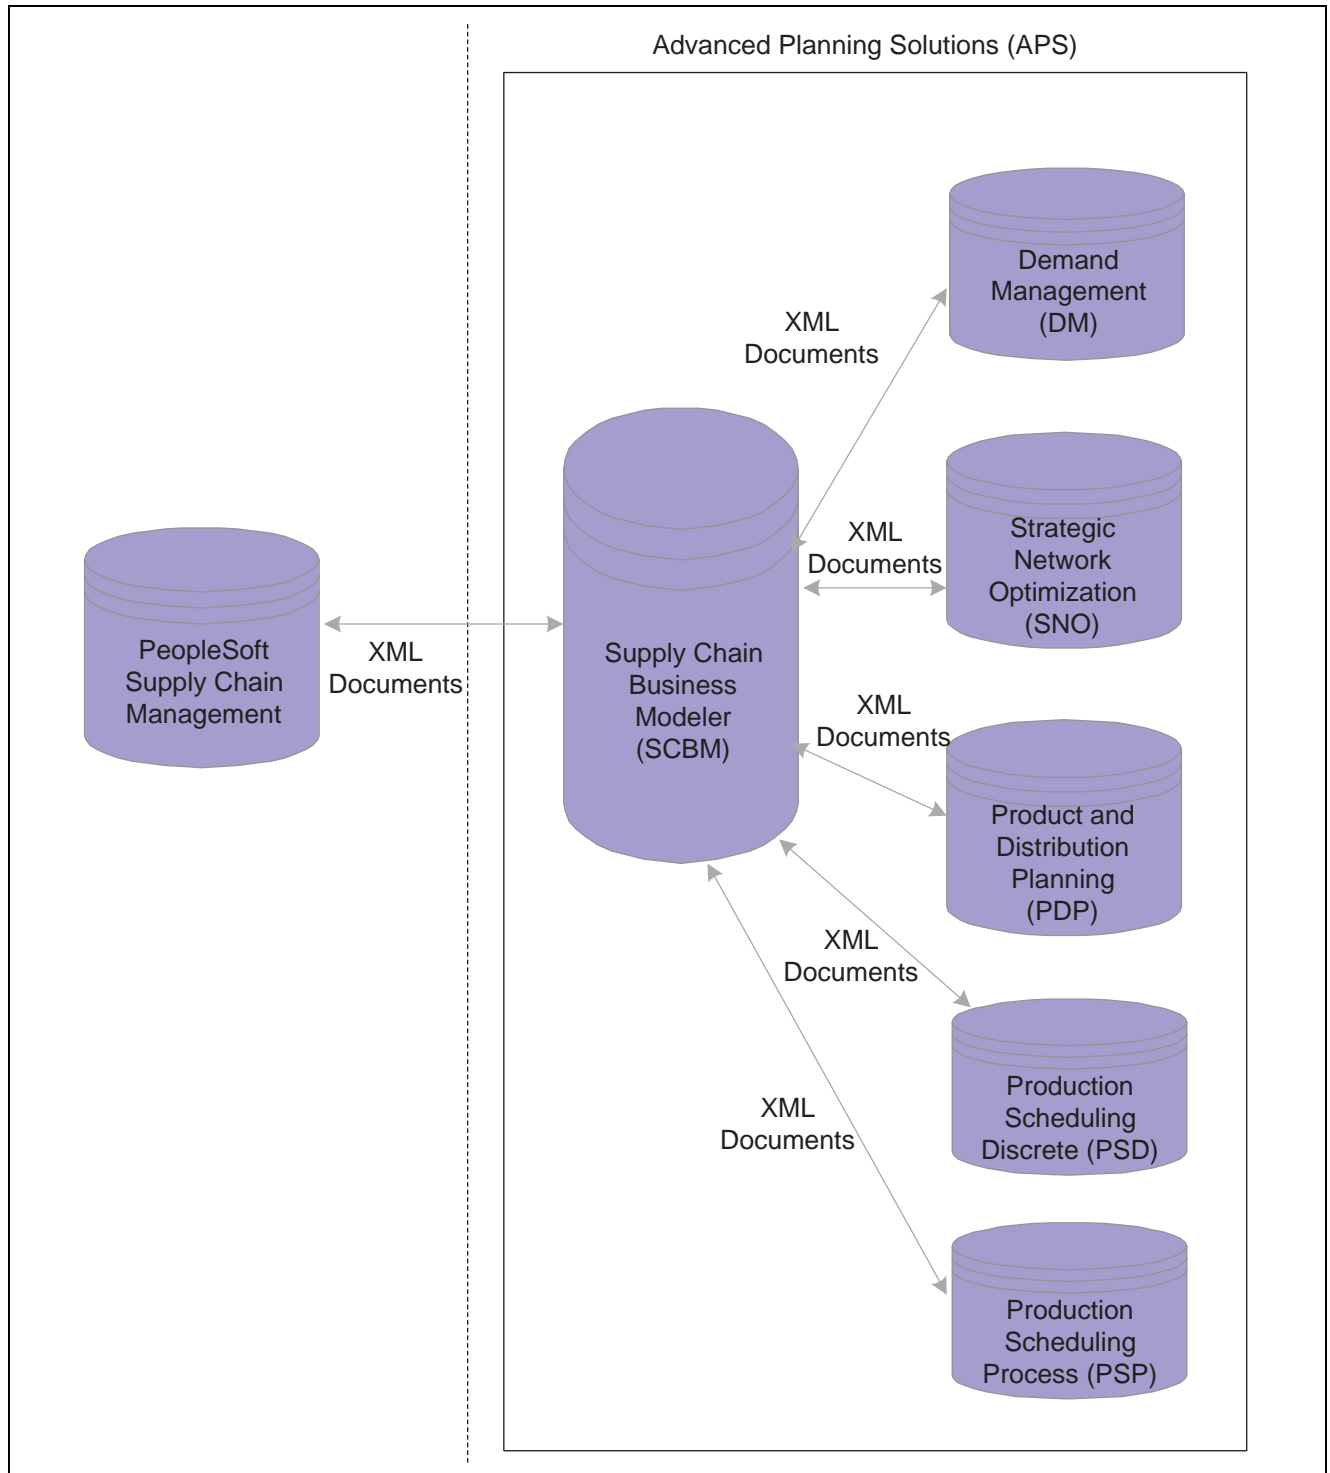 Advanced Planning Solutions (APS)
Demand
Management
(DM)
XML
Documents
Strategic
Network
Optimization
(SNO)
XML
Documents
PeopleSoft
Supply Chain
Management
XML
Documents
Supply Chain
Business
Modeler
(SCBM)
XML
Documents
Product and
Distribution
Planning
(PDP)
XML
Documents
Production
Scheduling
Discrete (PSD)
XML
Documents
Production
Scheduling
Process (PSP)